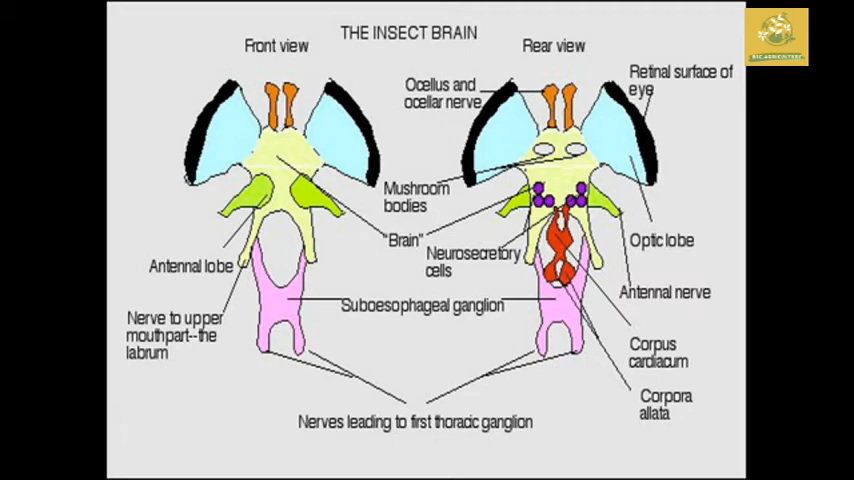 THE INSECT BRAIN
Front view
Rear view
Ocellus and
ocellar nerve
Retinal surface of
eye
Mushroom
bodies
"Brain"
Neurosecretory
cells
Optic lobe
Antennal lobe
Antennal nerve
Suboesophageal ganglion
Nerve to upper
mouthpart--the
labrum
Corpus
cardiacum
Corpora
allata
Nerves leading to first thoracic ganglion